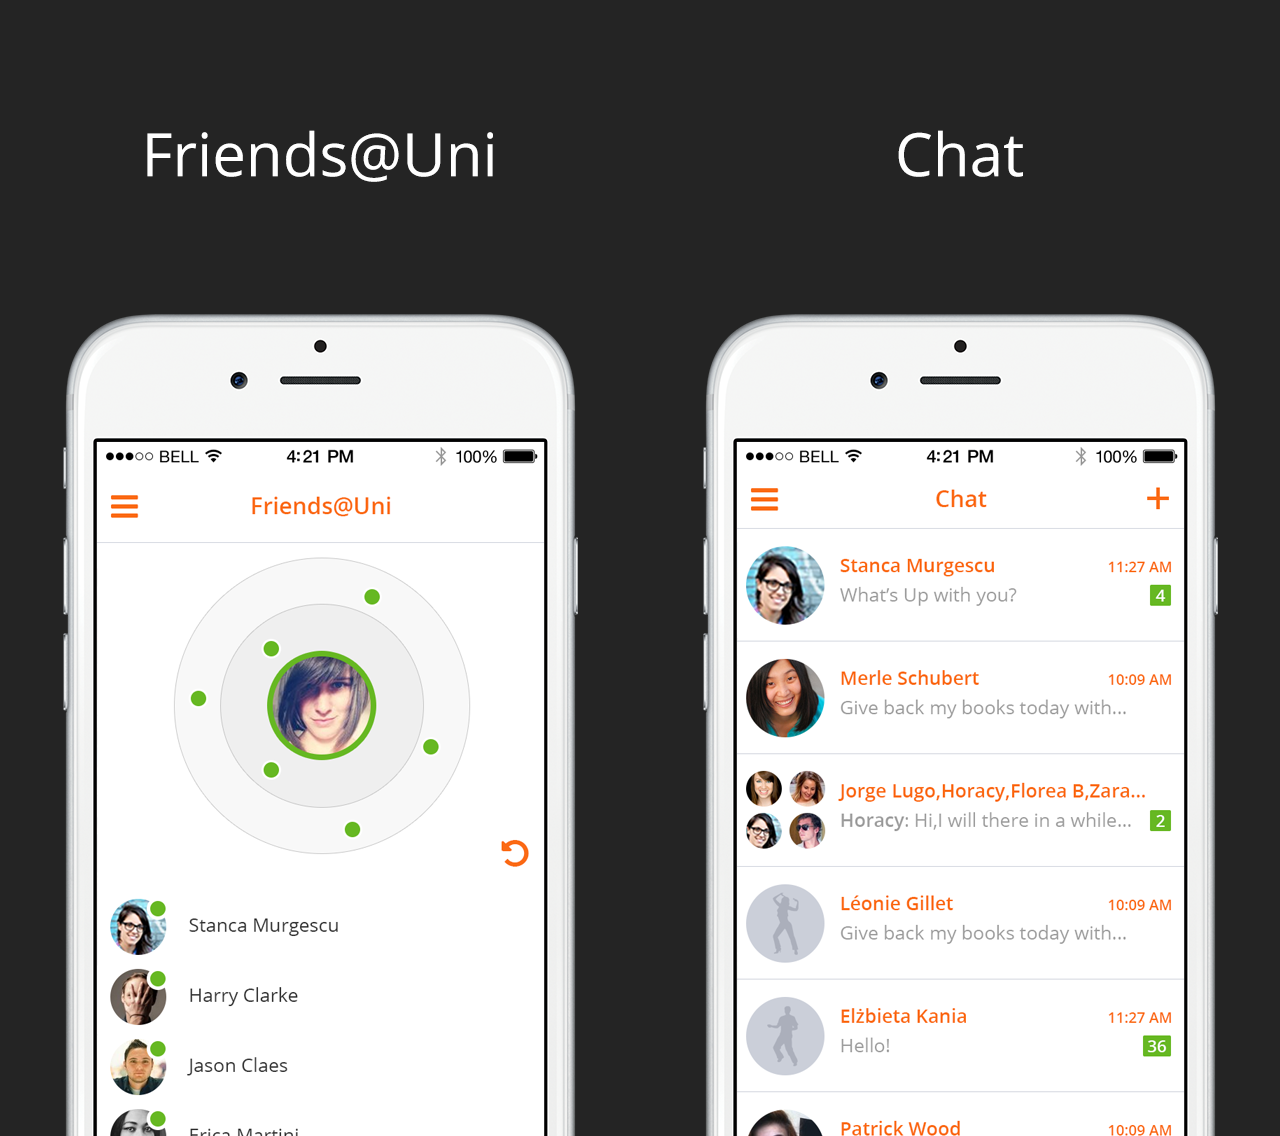 Friends@Uni
Chat
BELL 4:21 PM 100%
Friends@Uni
Stanca Murgescu
Harry Clarke
Jason Claes
Erica Martini
BELL 4:21 PM 100%
Chat
Stanca Murgescu 11:27 AM
What’s Up with you? 4
Merle Schubert 10:09 AM
Give back my books today with...
Jorge Lugo,Horacy,Florea B,Zara...
Horacy: Hi,I will there in a while... 2
Léonie Gillet 10:09 AM
Give back my books today with...
Elżbieta Kania 11:27 AM
Hello! 36
Patrick Wood 10:09 AM